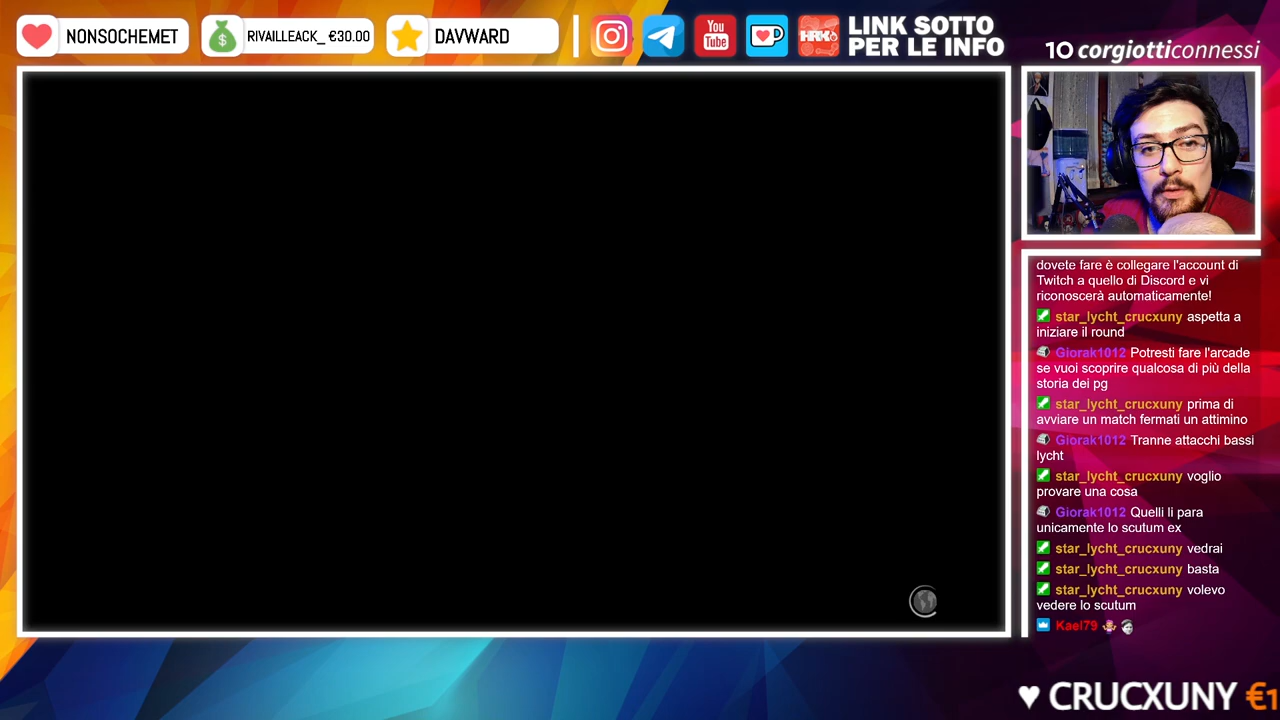 NONSOCHEMET
RIVAILLEACK_ €30.00
DAVWARD
You
Tube
HRK
LINK SOTTO
PER LE INFO
10 corgiotticonnessi
dovete fare è collegare l'account di
Twitch a quello di Discord e vi
riconoscerà automaticamente!
star_lycht_crucxuny aspetta a
iniziare il round
Giorak1012 Potresti fare l'arcade
se vuoi scoprire qualcosa di più della
storia dei pg
star_lycht_crucxuny prima di
avviare un match fermati un attimino
Giorak1012 Tranne attacchi bassi
lycht
star_lycht_crucxuny voglio
provare una cosa
Giorak1012 Quelli li para
unicamente lo scutum ex
star_lycht_crucxuny vedrai
star_lycht_crucxuny basta
star_lycht_crucxuny volevo
vedere lo scutum
Kael79
♥ CRUCXUNY €1